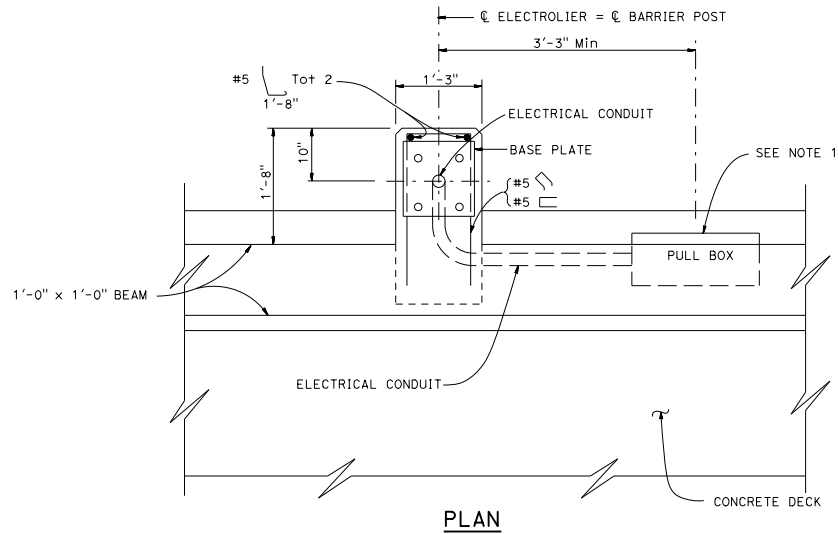 ℄ ELECTROLIER = ℄ BARRIER POST
3'-3" Min
#5 Tot 2
1'-8"
1'-3"
ELECTRICAL CONDUIT
BASE PLATE
SEE NOTE 1
10"
1'-8"
#5
#5
PULL BOX
1'-0" x 1'-0" BEAM
ELECTRICAL CONDUIT
CONCRETE DECK
PLAN